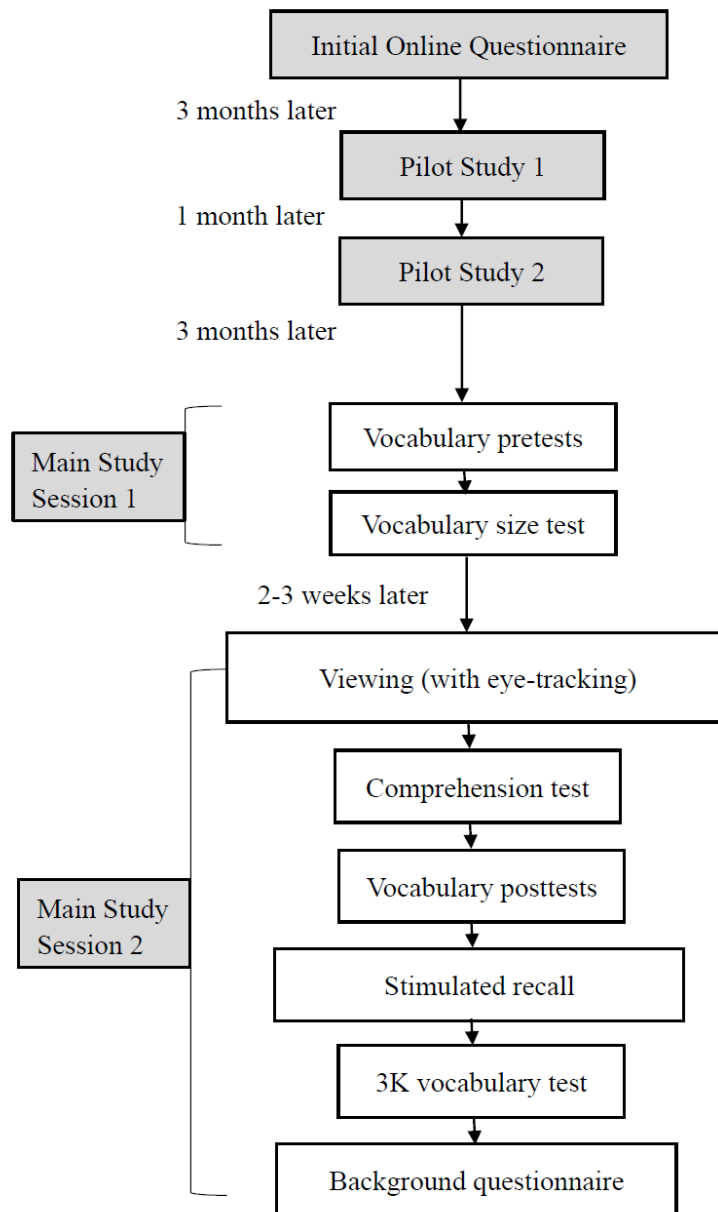 Initial Online Questionnaire
3 months later
Pilot Study 1
1 month later
Pilot Study 2
3 months later
Vocabulary pretests
Main Study
Session 1
Vocabulary size test
2-3 weeks later
Viewing (with eye-tracking)
Comprehension test
Vocabulary posttests
Main Study
Session 2
Stimulated recall
3K vocabulary test
Background questionnaire